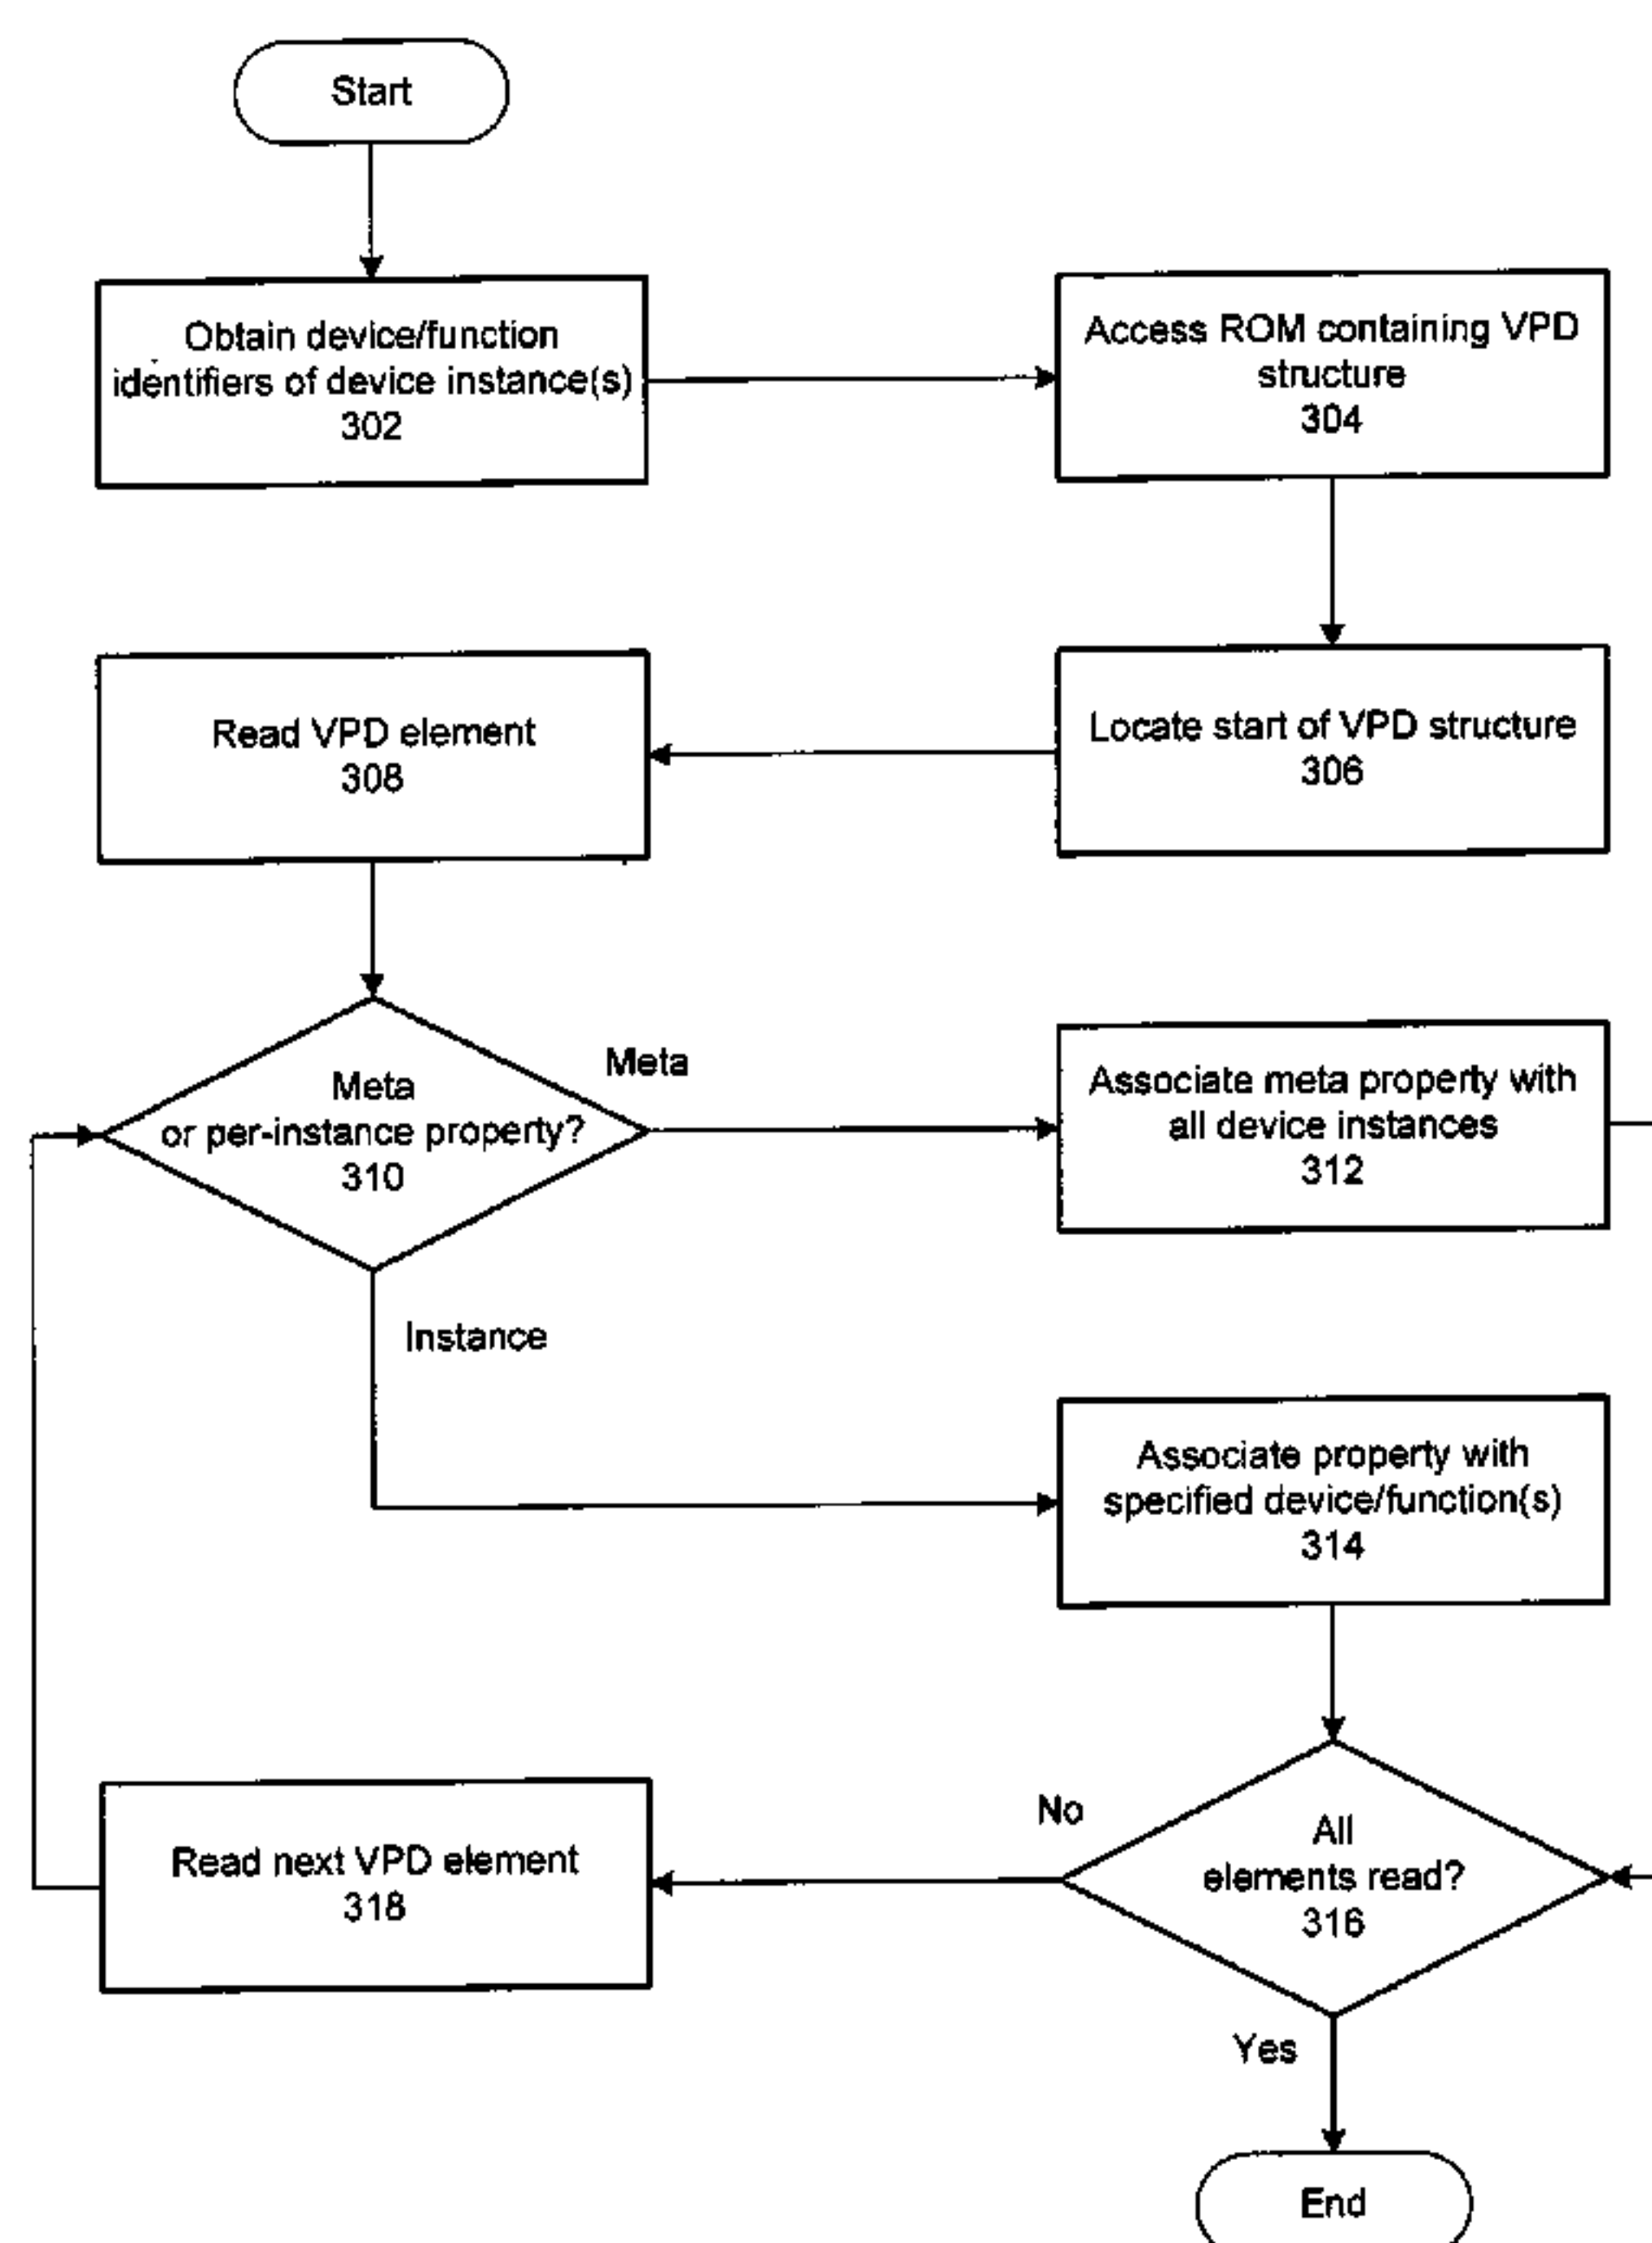 Start
Obtain device/function
identifiers of device instance(s)
302
Access ROM containing VPD
structure
304
Locate start of VPD structure
306
Read VPD element
308
Meta
or per-instance property?
310
Meta
Instance
Associate meta property with
all device instances
312
Associate property with
specified device/function(s)
314
All
elements read?
316
No
Yes
Read next VPD element
318
End